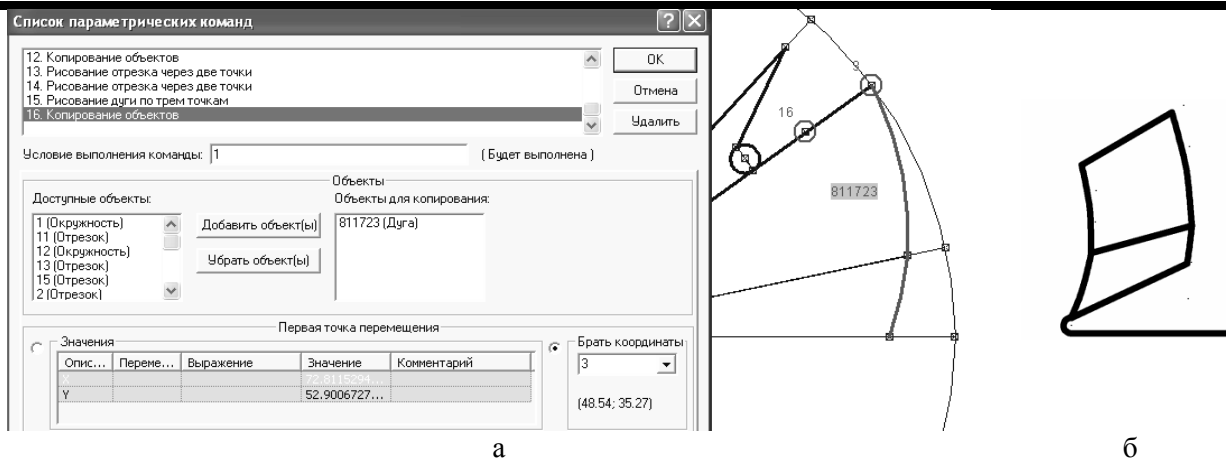 Список параметрических команд
12. Копирование объектов
13. Рисование отрезка через две точки
14. Рисование отрезка через две точки
15. Рисование дуги по трем точкам
16. Копирование объектов
OK
Отмена
Удалить
Условие выполнения команды: 1 (Будет выполнена)
Объекты
Доступные объекты:
1 (Окружность)
11 (Отрезок)
12 (Окружность)
13 (Отрезок)
15 (Отрезок)
2 (Отрезок)
Добавить объект(ы)
Убрать объект(ы)
Объекты для копирования:
811723 (Дуга)
Первая точка перемещения
Значения
Опис... Переме... Выражение Значение Комментарий
X 72.8115294...
Y 52.9006727...
Брать координаты
3
(48.54; 35.27)
16
811723
а
б